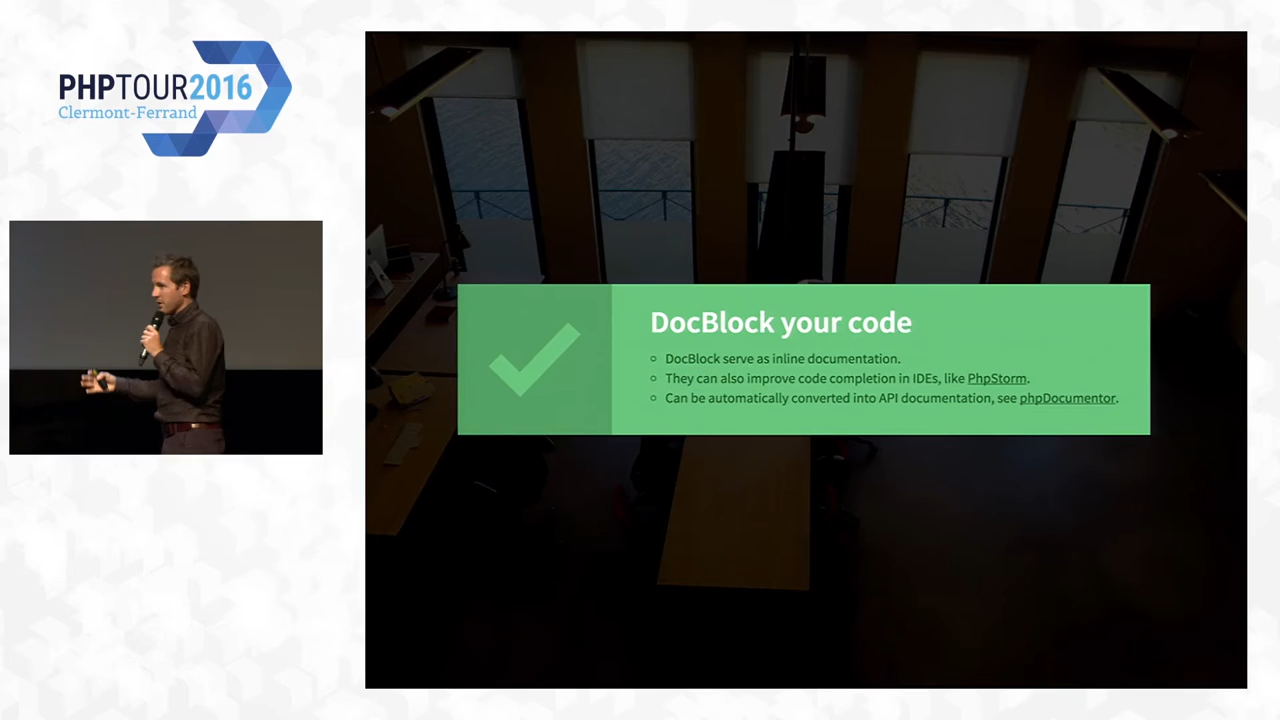 PHPTOUR2016
Clermont-Ferrand
DocBlock your code
DocBlock serve as inline documentation.
They can also improve code completion in IDEs, like PhpStorm.
Can be automatically converted into API documentation, see phpDocumentor.